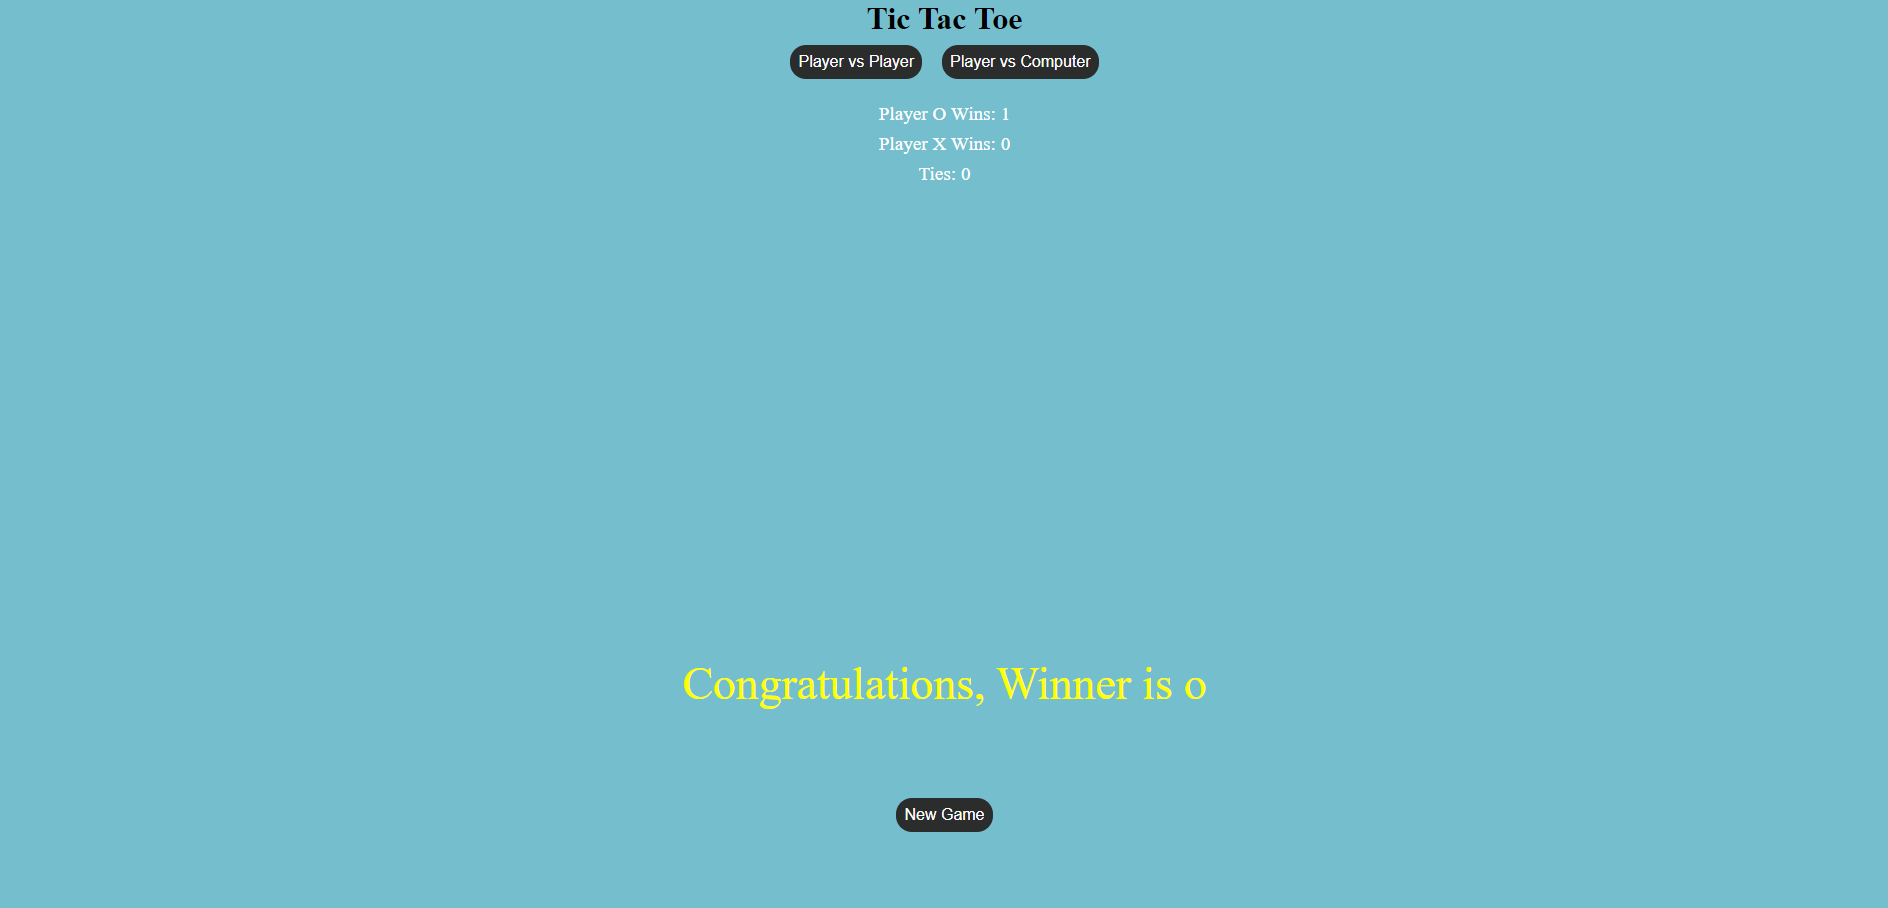 Tic Tac Toe
Player vs Player Player vs Computer
Player O Wins: 1
Player X Wins: 0
Ties: 0
Congratulations, Winner is o
New Game